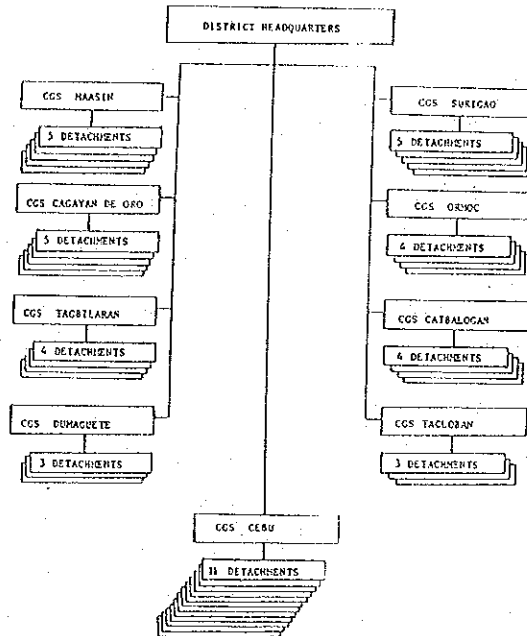 DISTRICT HEADQUARTERS
CGS MAASIN
5 DETACHMENTS
CGS CAGAYAN DE ORO
5 DETACHMENTS
CGS TAGBILARAN
4 DETACHMENTS
CGS DUMAGUETE
3 DETACHMENTS
CGS SURIGAO
5 DETACHMENTS
CGS ORMOC
4 DETACHMENTS
CGS CATBALOGAN
4 DETACHMENTS
CGS TACLOBAN
3 DETACHMENTS
CGS CEBU
11 DETACHMENTS